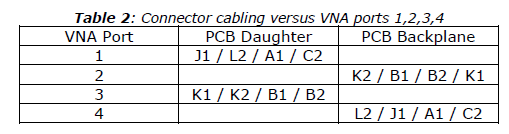 Table 2: Connector cabling versus VNA ports 1,2,3,4
VNA Port PCB Daughter PCB Backplane
1 J1 / L2 / A1 / C2
2 K2 / B1 / B2 / K1
3 K1 / K2 / B1 / B2
4 L2 / J1 / A1 / C2